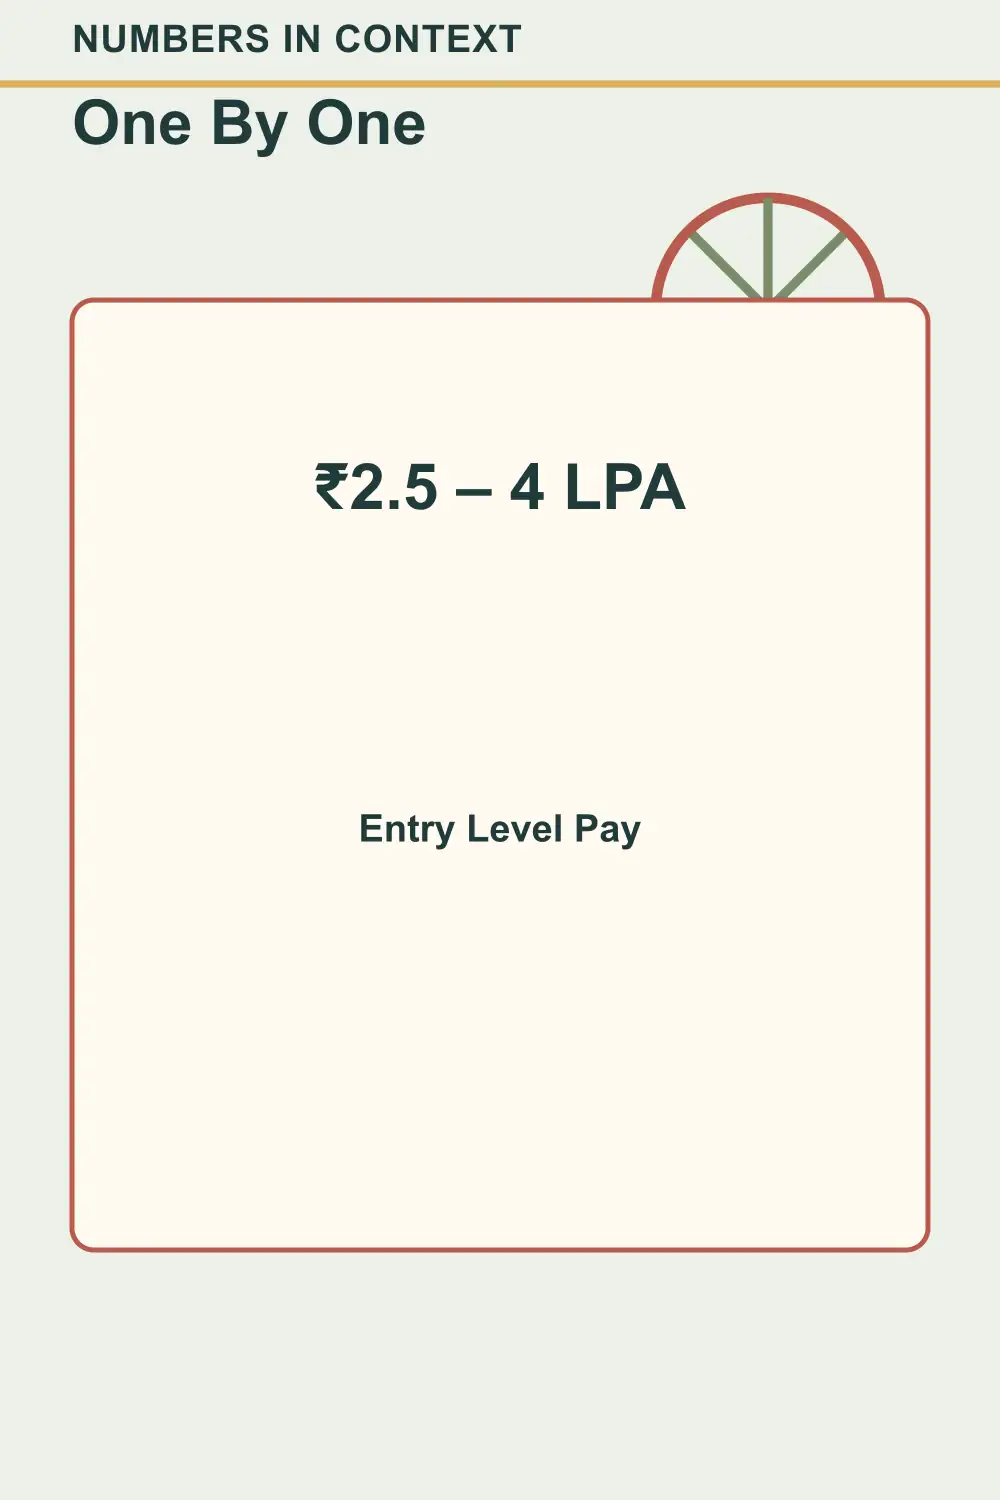 NUMBERS IN CONTEXT
One By One
₹2.5 – 4 LPA
Entry Level Pay